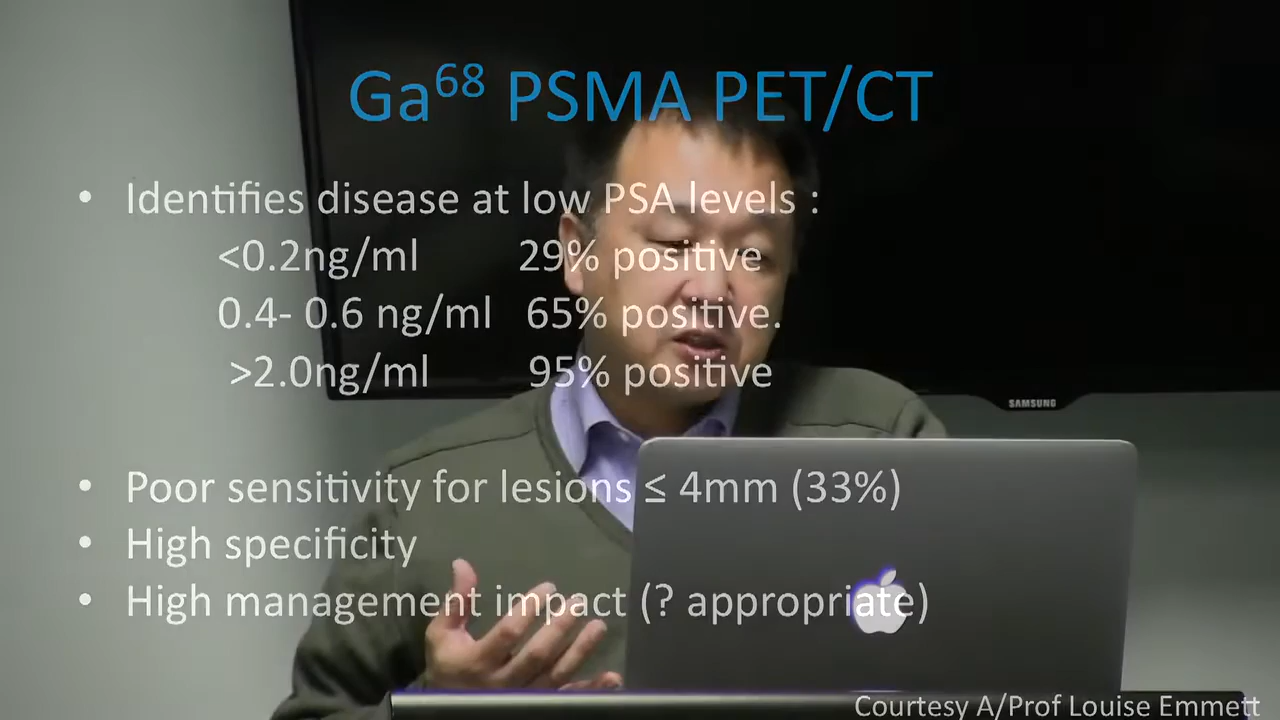 Ga⁶⁸ PSMA PET/CT
• Identifies disease at low PSA levels :
<0.2ng/ml 29% positive
0.4- 0.6 ng/ml 65% positive.
>2.0ng/ml 95% positive
SAMSUNG
• Poor sensitivity for lesions ≤ 4mm (33%)
• High specificity
• High management impact (? appropriate)
Courtesy A/Prof Louise Emmett